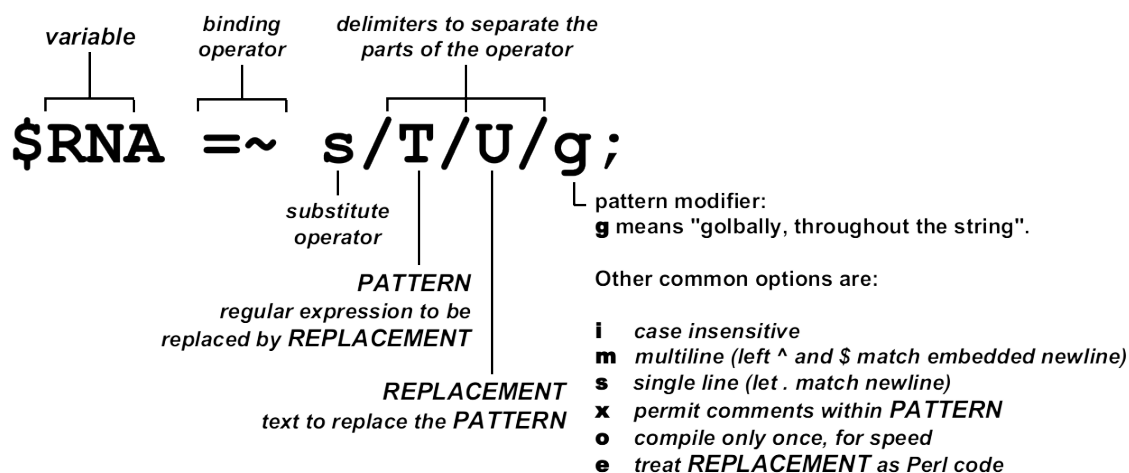 variable
binding
operator
delimiters to separate the
parts of the operator
$RNA =~ s/T/U/g;
substitute
operator
pattern modifier:
g means "golbally, throughout the string".
PATTERN
regular expression to be
replaced by REPLACEMENT
REPLACEMENT
text to replace the PATTERN
Other common options are:
i case insensitive
m multiline (left ^ and $ match embedded newline)
s single line (let . match newline)
x permit comments within PATTERN
o compile only once, for speed
e treat REPLACEMENT as Perl code